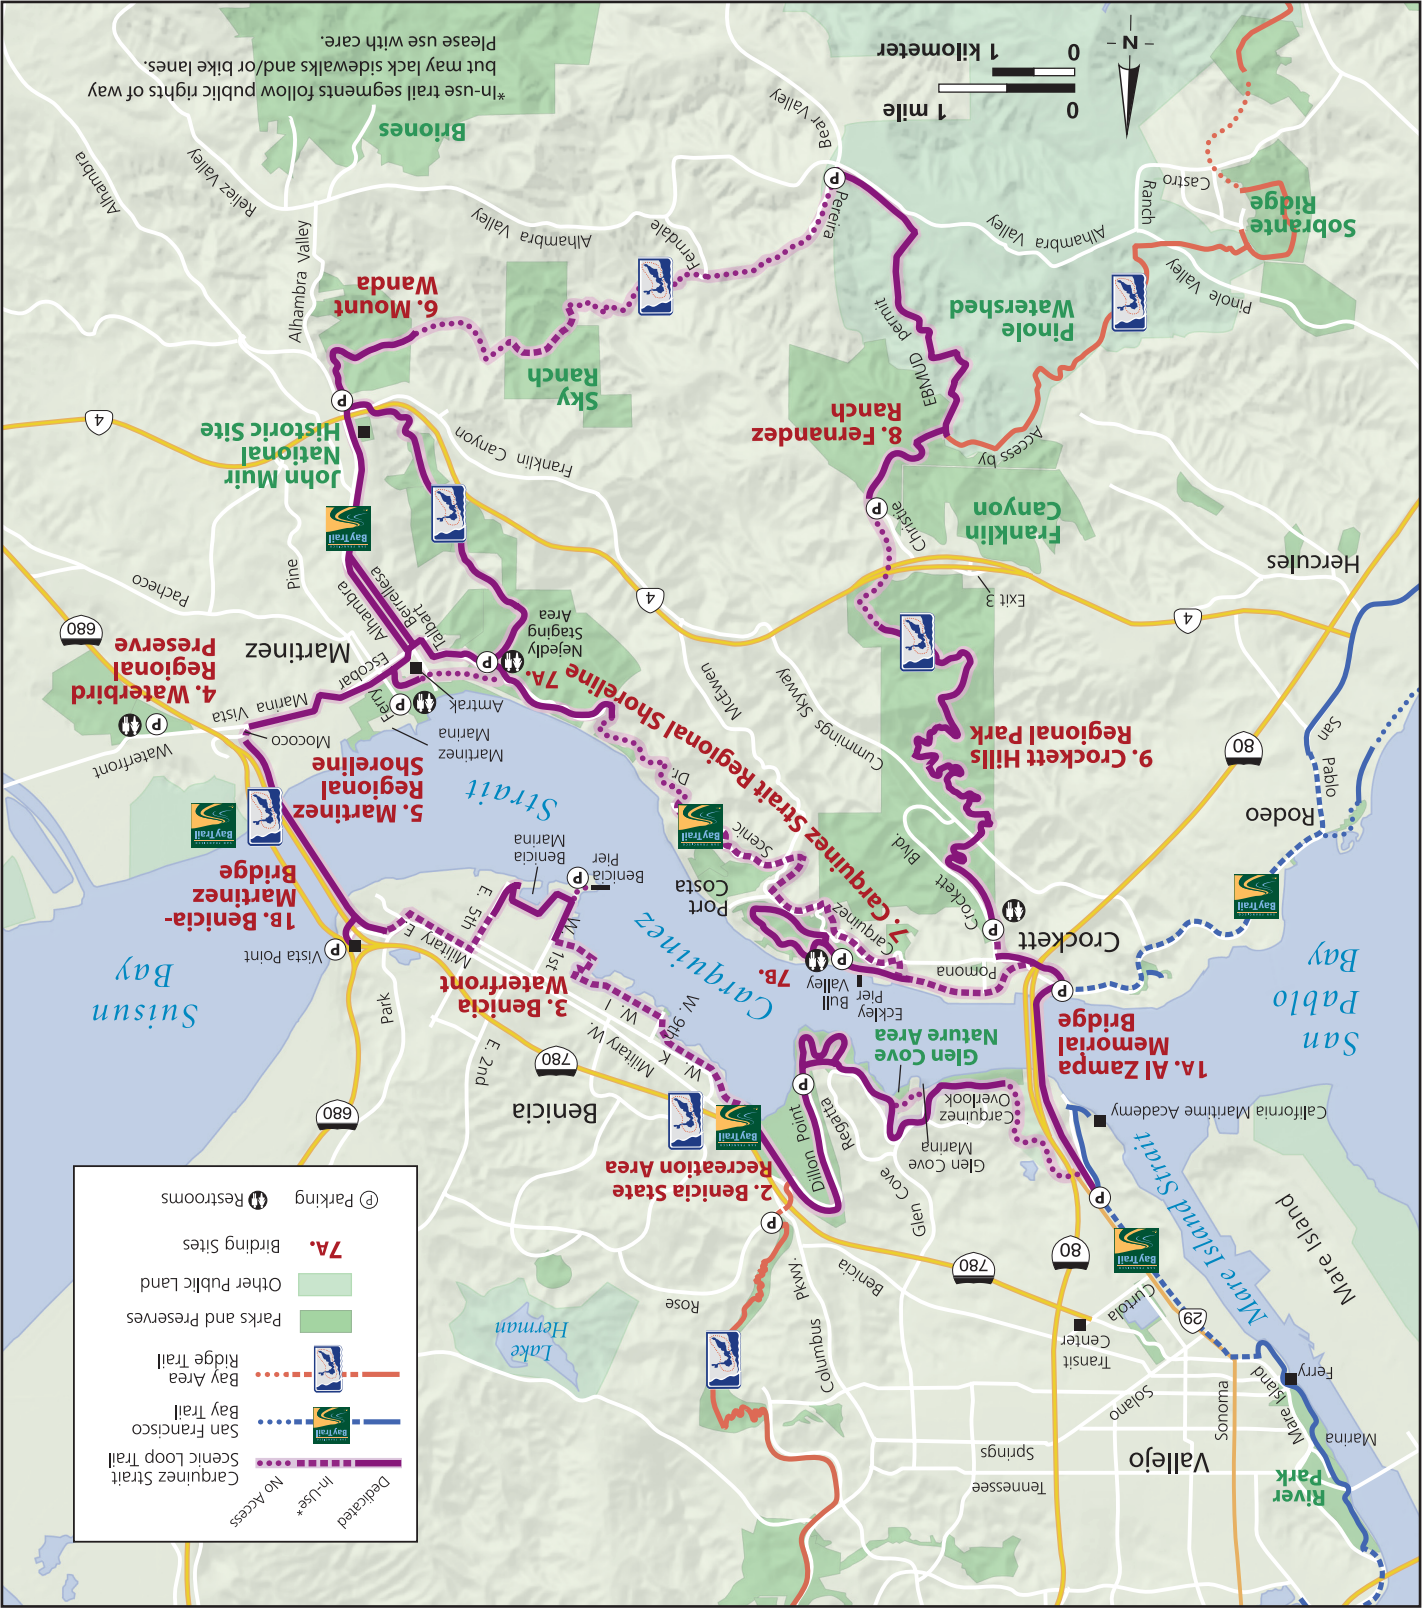 River
Park
Marina
Mare Island
Ferry
Vallejo
Tennessee
Springs
Sonoma
Solano
Transit
Center
Curtola
29
Mare Island
Mare Island Strait
California Maritime Academy
80
780
Benicia
Columbus
Pkwy.
Rose
Lake
Herman
Glen Cove
Glen Cove
Marina
Carquinez
Overlook
Regatta
Dillon Point
Glen Cove
Nature Area
1A. Al Zampa
Memorial
Bridge
2. Benicia State
Recreation Area
Benicia
780
680
Military W.
W. K
W. 9th
W. I
W. 1st
E. 2nd
Park
3. Benicia
Waterfront
Military E.
E. 5th
Benicia
Pier
Benicia
Marina
Vista Point
Suisun
Bay
1B. Benicia-
Martinez
Bridge
San
Pablo
Bay
Carquinez
Strait
Crockett
Pomona
Eckley
Pier
Bull
Valley
7B.
Carquinez
Port
Costa
Scenic
Dr.
Crockett
Blvd.
Cummings Skyway
McEwen
7. Carquinez Strait Regional Shoreline
7A.
9. Crockett Hills
Regional Park
Rodeo
San
Pablo
80
Hercules
4
Exit 3
Christie
Franklin
Canyon
Access by
EBMUD permit
8. Fernandez
Ranch
5. Martinez
Regional
Shoreline
Martinez
Marina
Amtrak
Ferry
Mococo
Waterfront
Marina Vista
Escobar
4. Waterbird
Regional
Preserve
680
Martinez
Nejedly
Staging
Area
Talbart
Berrellesa
Alhambra
Pine
Pacheco
4
Franklin Canyon
John Muir
National
Historic Site
4
Sky
Ranch
6. Mount
Wanda
Alhambra Valley
Alhambra Valley
Ferndale
Pereira
Bear Valley
Reliez Valley
Alhambra
Briones
Pinole
Watershed
Pinole Valley
Alhambra Valley
Sobrante
Ridge
Castro
Ranch
0
1 mile
0
1 kilometer
N
*In-use trail segments follow public rights of way
but may lack sidewalks and/or bike lanes.
Please use with care.
Dedicated
In-Use*
No Access
Carquinez Strait
Scenic Loop Trail
San Francisco
Bay Trail
Bay Area
Ridge Trail
Parks and Preserves
Other Public Land
7A.
Birding Sites
P Parking
Restrooms
BayTrail